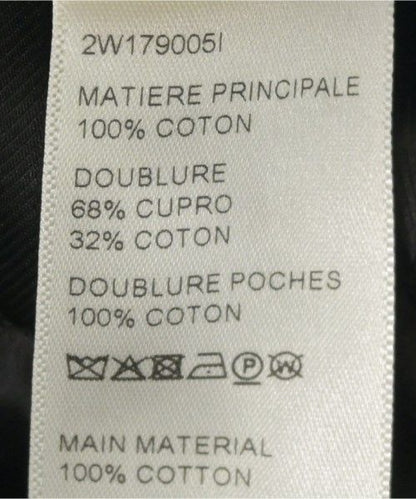 2W179005I
MATIERE PRINCIPALE
100% COTON
DOUBLURE
68% CUPRO
32% COTON
DOUBLURE POCHES
100% COTON
P W
MAIN MATERIAL
100% COTTON